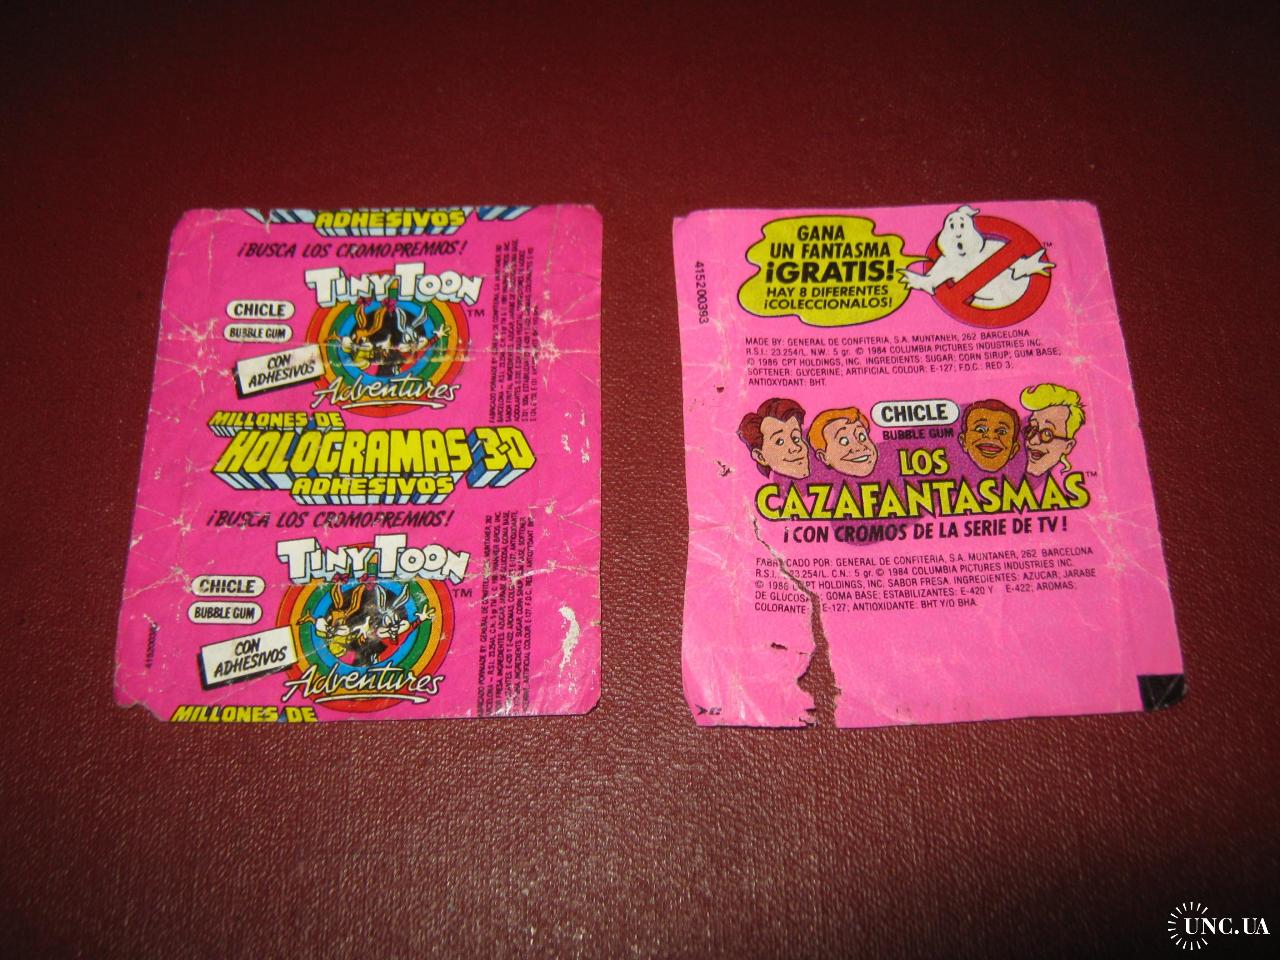 ADHESIVOS
¡BUSCA LOS CROMOPREMIOS!
TINY TOON
TM
CHICLE
BUBBLE GUM
CON
ADHESIVOS
Adventures
MILLONES DE
HOLOGRAMAS 3-D
ADHESIVOS
¡BUSCA LOS CROMOPREMIOS!
TINY TOON
TM
CHICLE
BUBBLE GUM
CON
ADHESIVOS
Adventures
MILLONES DE
GANA
UN FANTASMA
¡GRATIS!
HAY 8 DIFERENTES
¡COLECCIONALOS!
TM
415200393
MADE BY: GENERAL DE CONFITERIA, S.A. MUNTANER, 262 BARCELONA
R.S.I.: 23.254/L. N.W.: 5 gr. © 1984 COLUMBIA PICTURES INDUSTRIES INC.
© 1986 CPT HOLDINGS, INC. INGREDIENTS: SUGAR; CORN SIRUP; GUM BASE;
SOFTENER: GLYCERINE; ARTIFICIAL COLOUR: E-127; F.D.C.: RED 3;
ANTIOXYDANT: BHT.
CHICLE
BUBBLE GUM
LOS
CAZAFANTASMAS
TM
¡CON CROMOS DE LA SERIE DE TV!
FABRICADO POR: GENERAL DE CONFITERIA, S.A. MUNTANER, 262 BARCELONA
R.S.I.: 23.254/L. C.N.: 5 gr. © 1984 COLUMBIA PICTURES INDUSTRIES INC.
© 1986 CPT HOLDINGS, INC. SABOR FRESA. INGREDIENTES: AZUCAR; JARABE
DE GLUCOSA; GOMA BASE; ESTABILIZANTES: E-420 Y E-422; AROMAS;
COLORANTE: E-127; ANTIOXIDANTE: BHT Y/O BHA.
UNC.UA